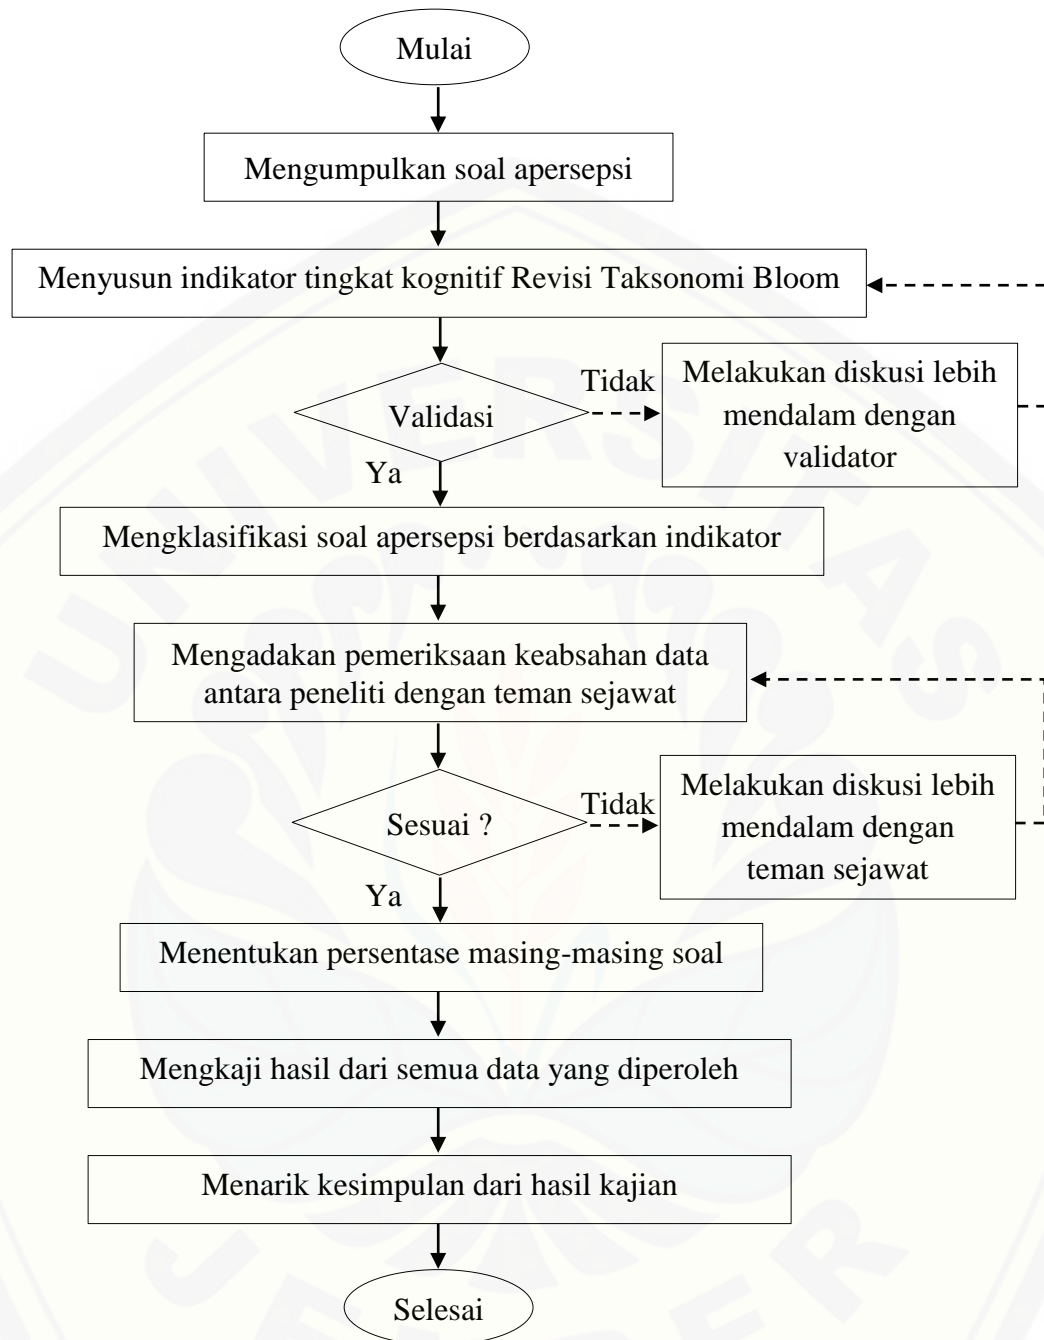 Mulai
Mengumpulkan soal apersepsi
Menyusun indikator tingkat kognitif Revisi Taksonomi Bloom
Validasi
Tidak
Melakukan diskusi lebih
mendalam dengan
validator
Ya
Mengklasifikasi soal apersepsi berdasarkan indikator
Mengadakan pemeriksaan keabsahan data
antara peneliti dengan teman sejawat
Sesuai ?
Tidak
Melakukan diskusi lebih
mendalam dengan
teman sejawat
Ya
Menentukan persentase masing-masing soal
Mengkaji hasil dari semua data yang diperoleh
Menarik kesimpulan dari hasil kajian
Selesai
UNIVERSITAS
JEMBER